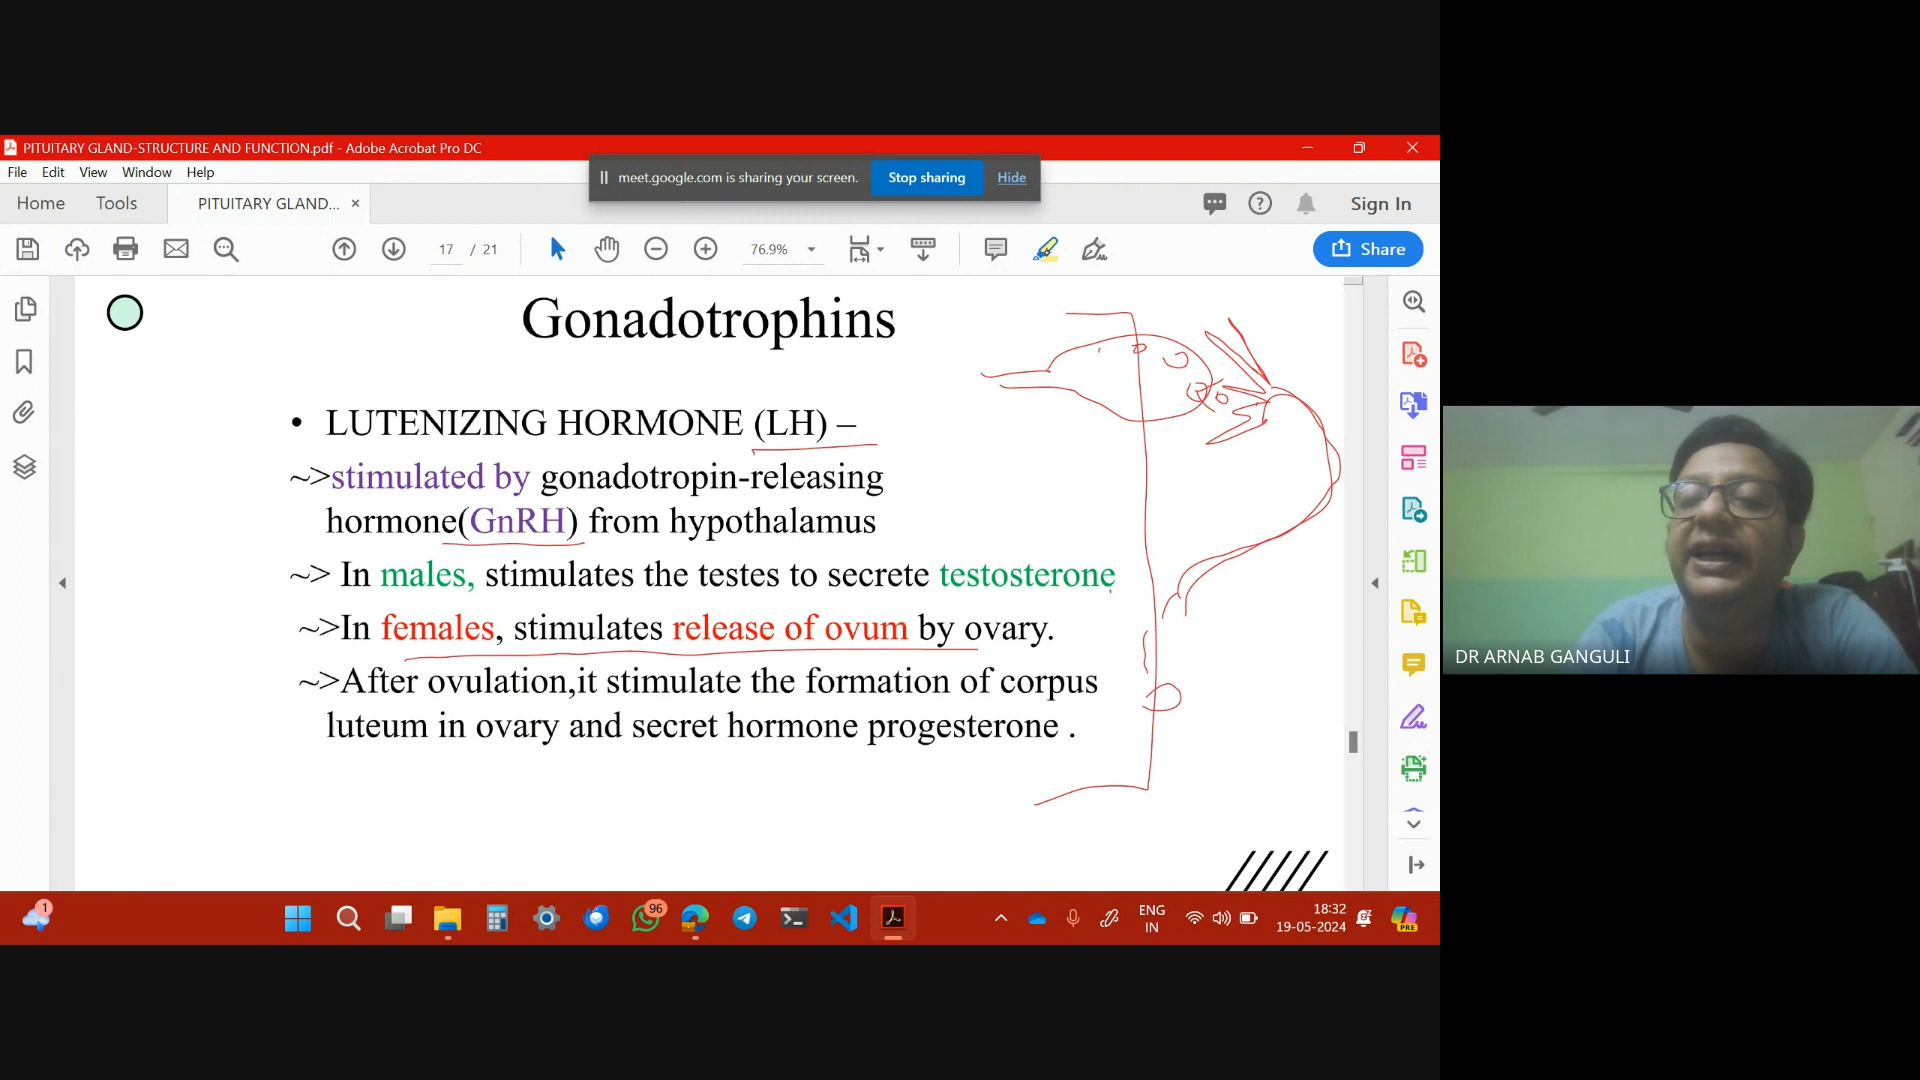 PITUITARY GLAND-STRUCTURE AND FUNCTION.pdf - Adobe Acrobat Pro DC
File Edit View Window Help
meet.google.com is sharing your screen. Stop sharing Hide
Home Tools PITUITARY GLAND... × Sign In
17 / 21 76.9% Share
Gonadotrophins
• LUTENIZING HORMONE (LH) –
~>stimulated by gonadotropin-releasing
hormone(GnRH) from hypothalamus
~> In males, stimulates the testes to secrete testosterone
~>In females, stimulates release of ovum by ovary.
~>After ovulation,it stimulate the formation of corpus
luteum in ovary and secret hormone progesterone .
DR ARNAB GANGULI
1
96
ENG
IN
18:32
19-05-2024
PRE